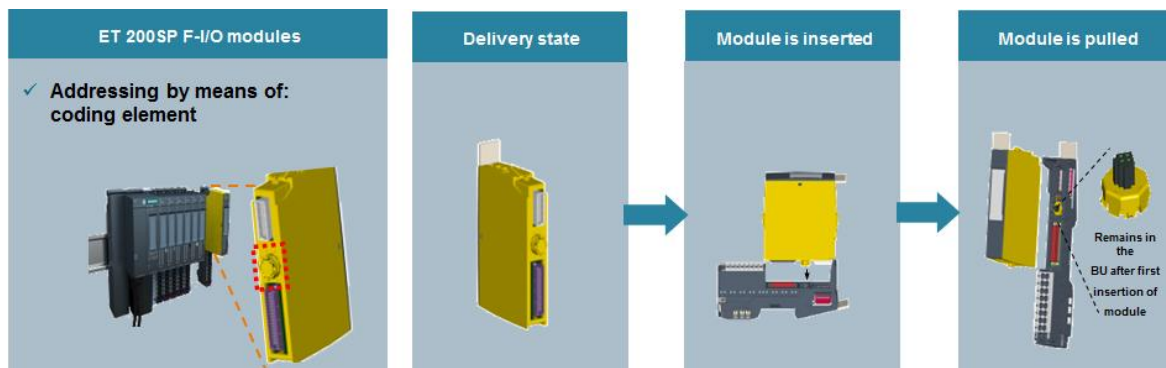 ET 200SP F-I/O modules
✓ Addressing by means of:
coding element
Delivery state
Module is inserted
Module is pulled
Remains in
the
BU after first
insertion of
module